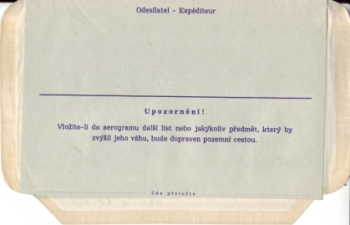 Odesílatel - Expéditeur
Upozornění!
Vložíte-li do aerogramu další list nebo jakýkoliv předmět, který by
zvýšil jeho váhu, bude dopraven pozemní cestou.
Zde přeložte